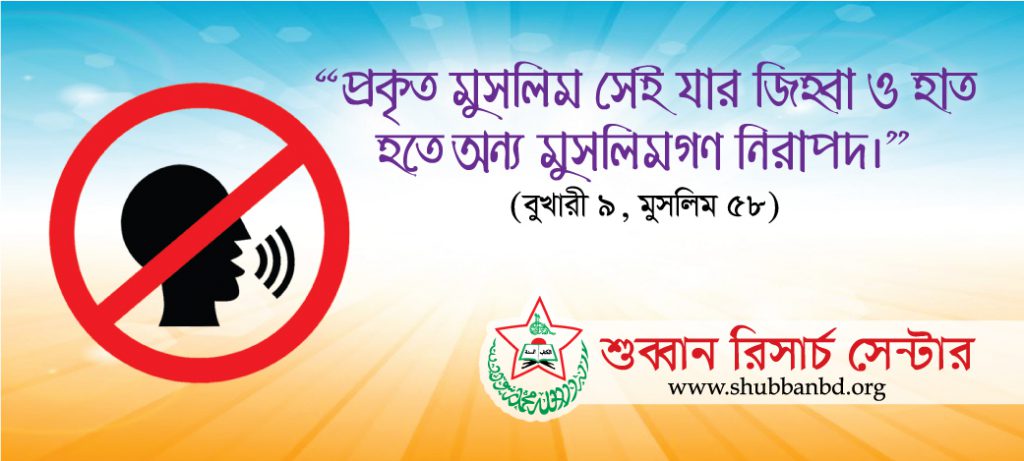 “প্রকৃত মুসলিম সেই যার জিহ্বা ও হাত
হতে অন্য মুসলিমগণ নিরাপদ।”
(বুখারী ৯, মুসলিম ৫৮)
শুব্বান রিসার্চ সেন্টার
www.shubbanbd.org